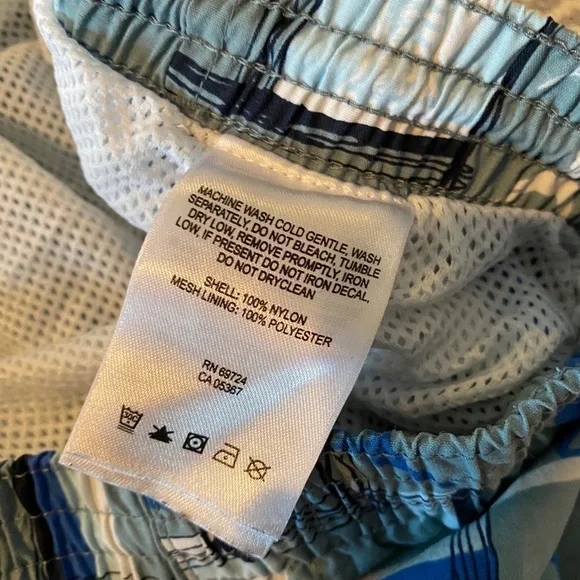 MACHINE WASH COLD GENTLE, WASH
SEPARATELY, DO NOT BLEACH, TUMBLE
DRY LOW. REMOVE PROMPTLY, IRON
LOW, IF PRESENT DO NOT IRON DECAL,
DO NOT DRYCLEAN
SHELL: 100% NYLON
MESH LINING: 100% POLYESTER
RN 69724
CA 05367